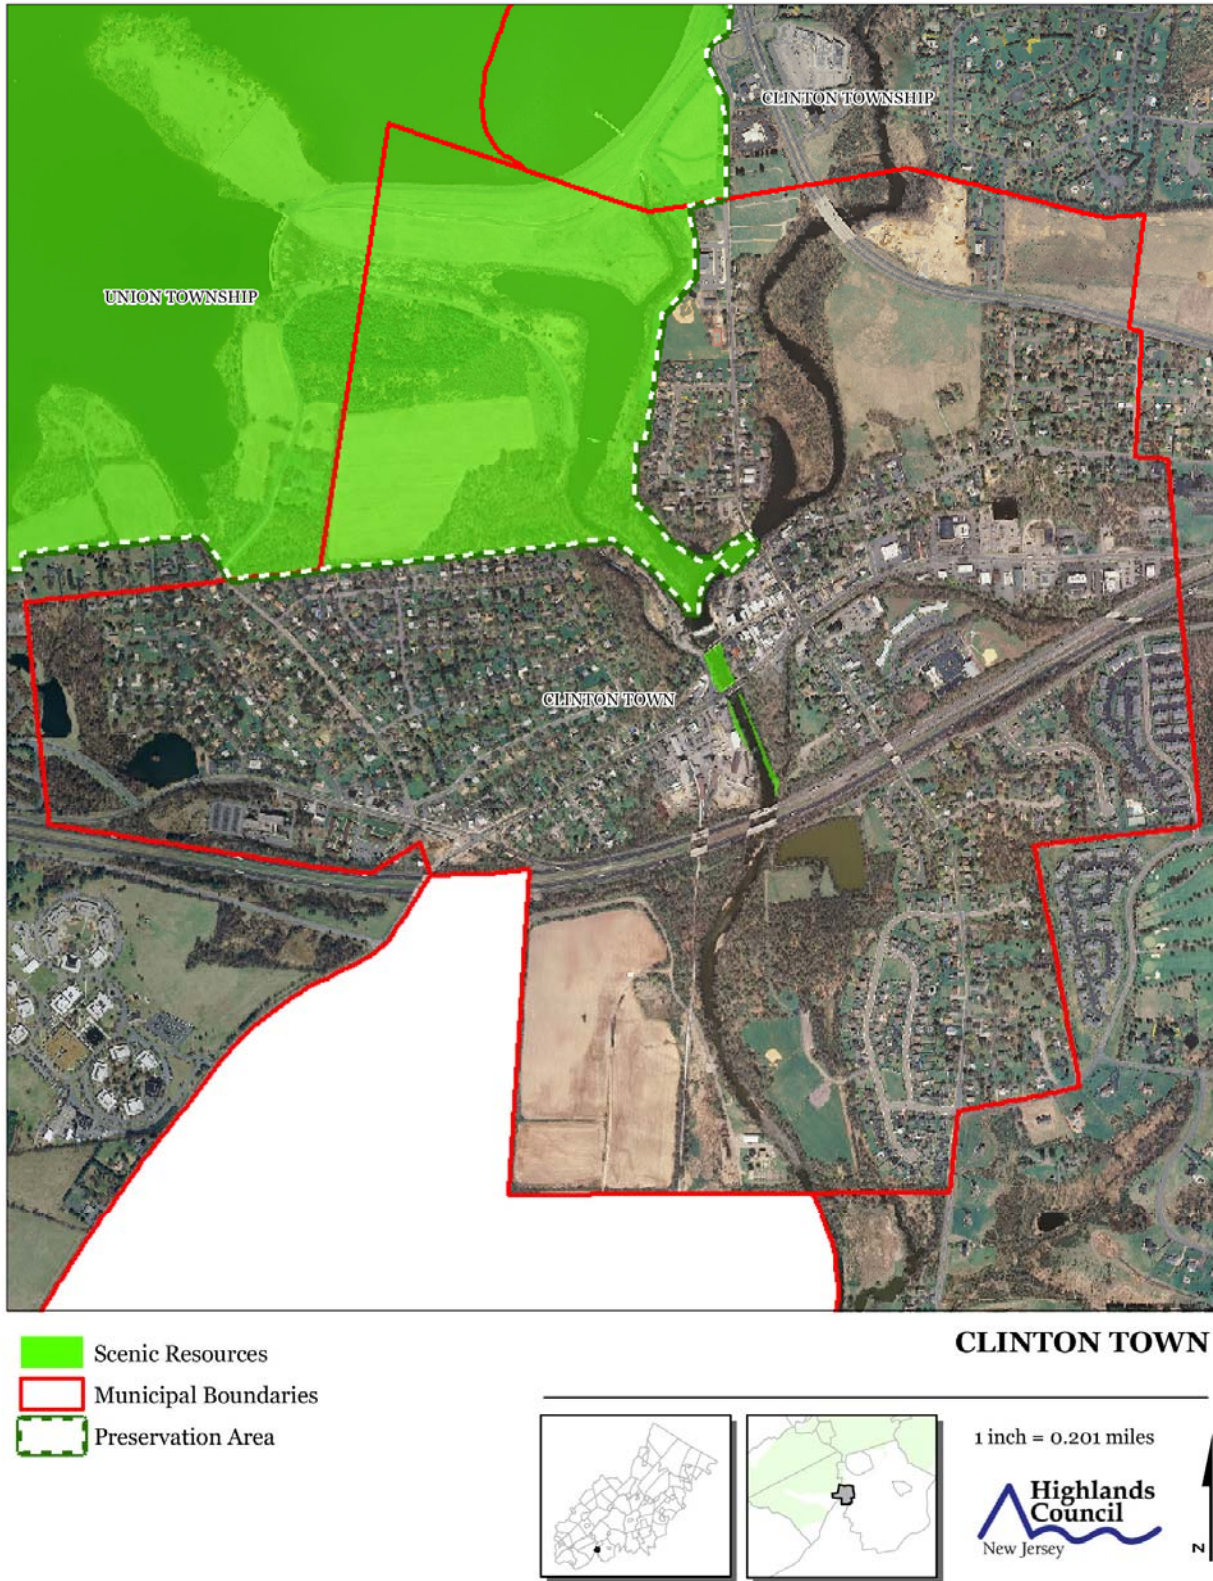 CLINTON TOWNSHIP
UNION TOWNSHIP
CLINTON TOWN
Scenic Resources
Municipal Boundaries
Preservation Area
CLINTON TOWN
1 inch = 0.201 miles
Highlands
Council
New Jersey
N